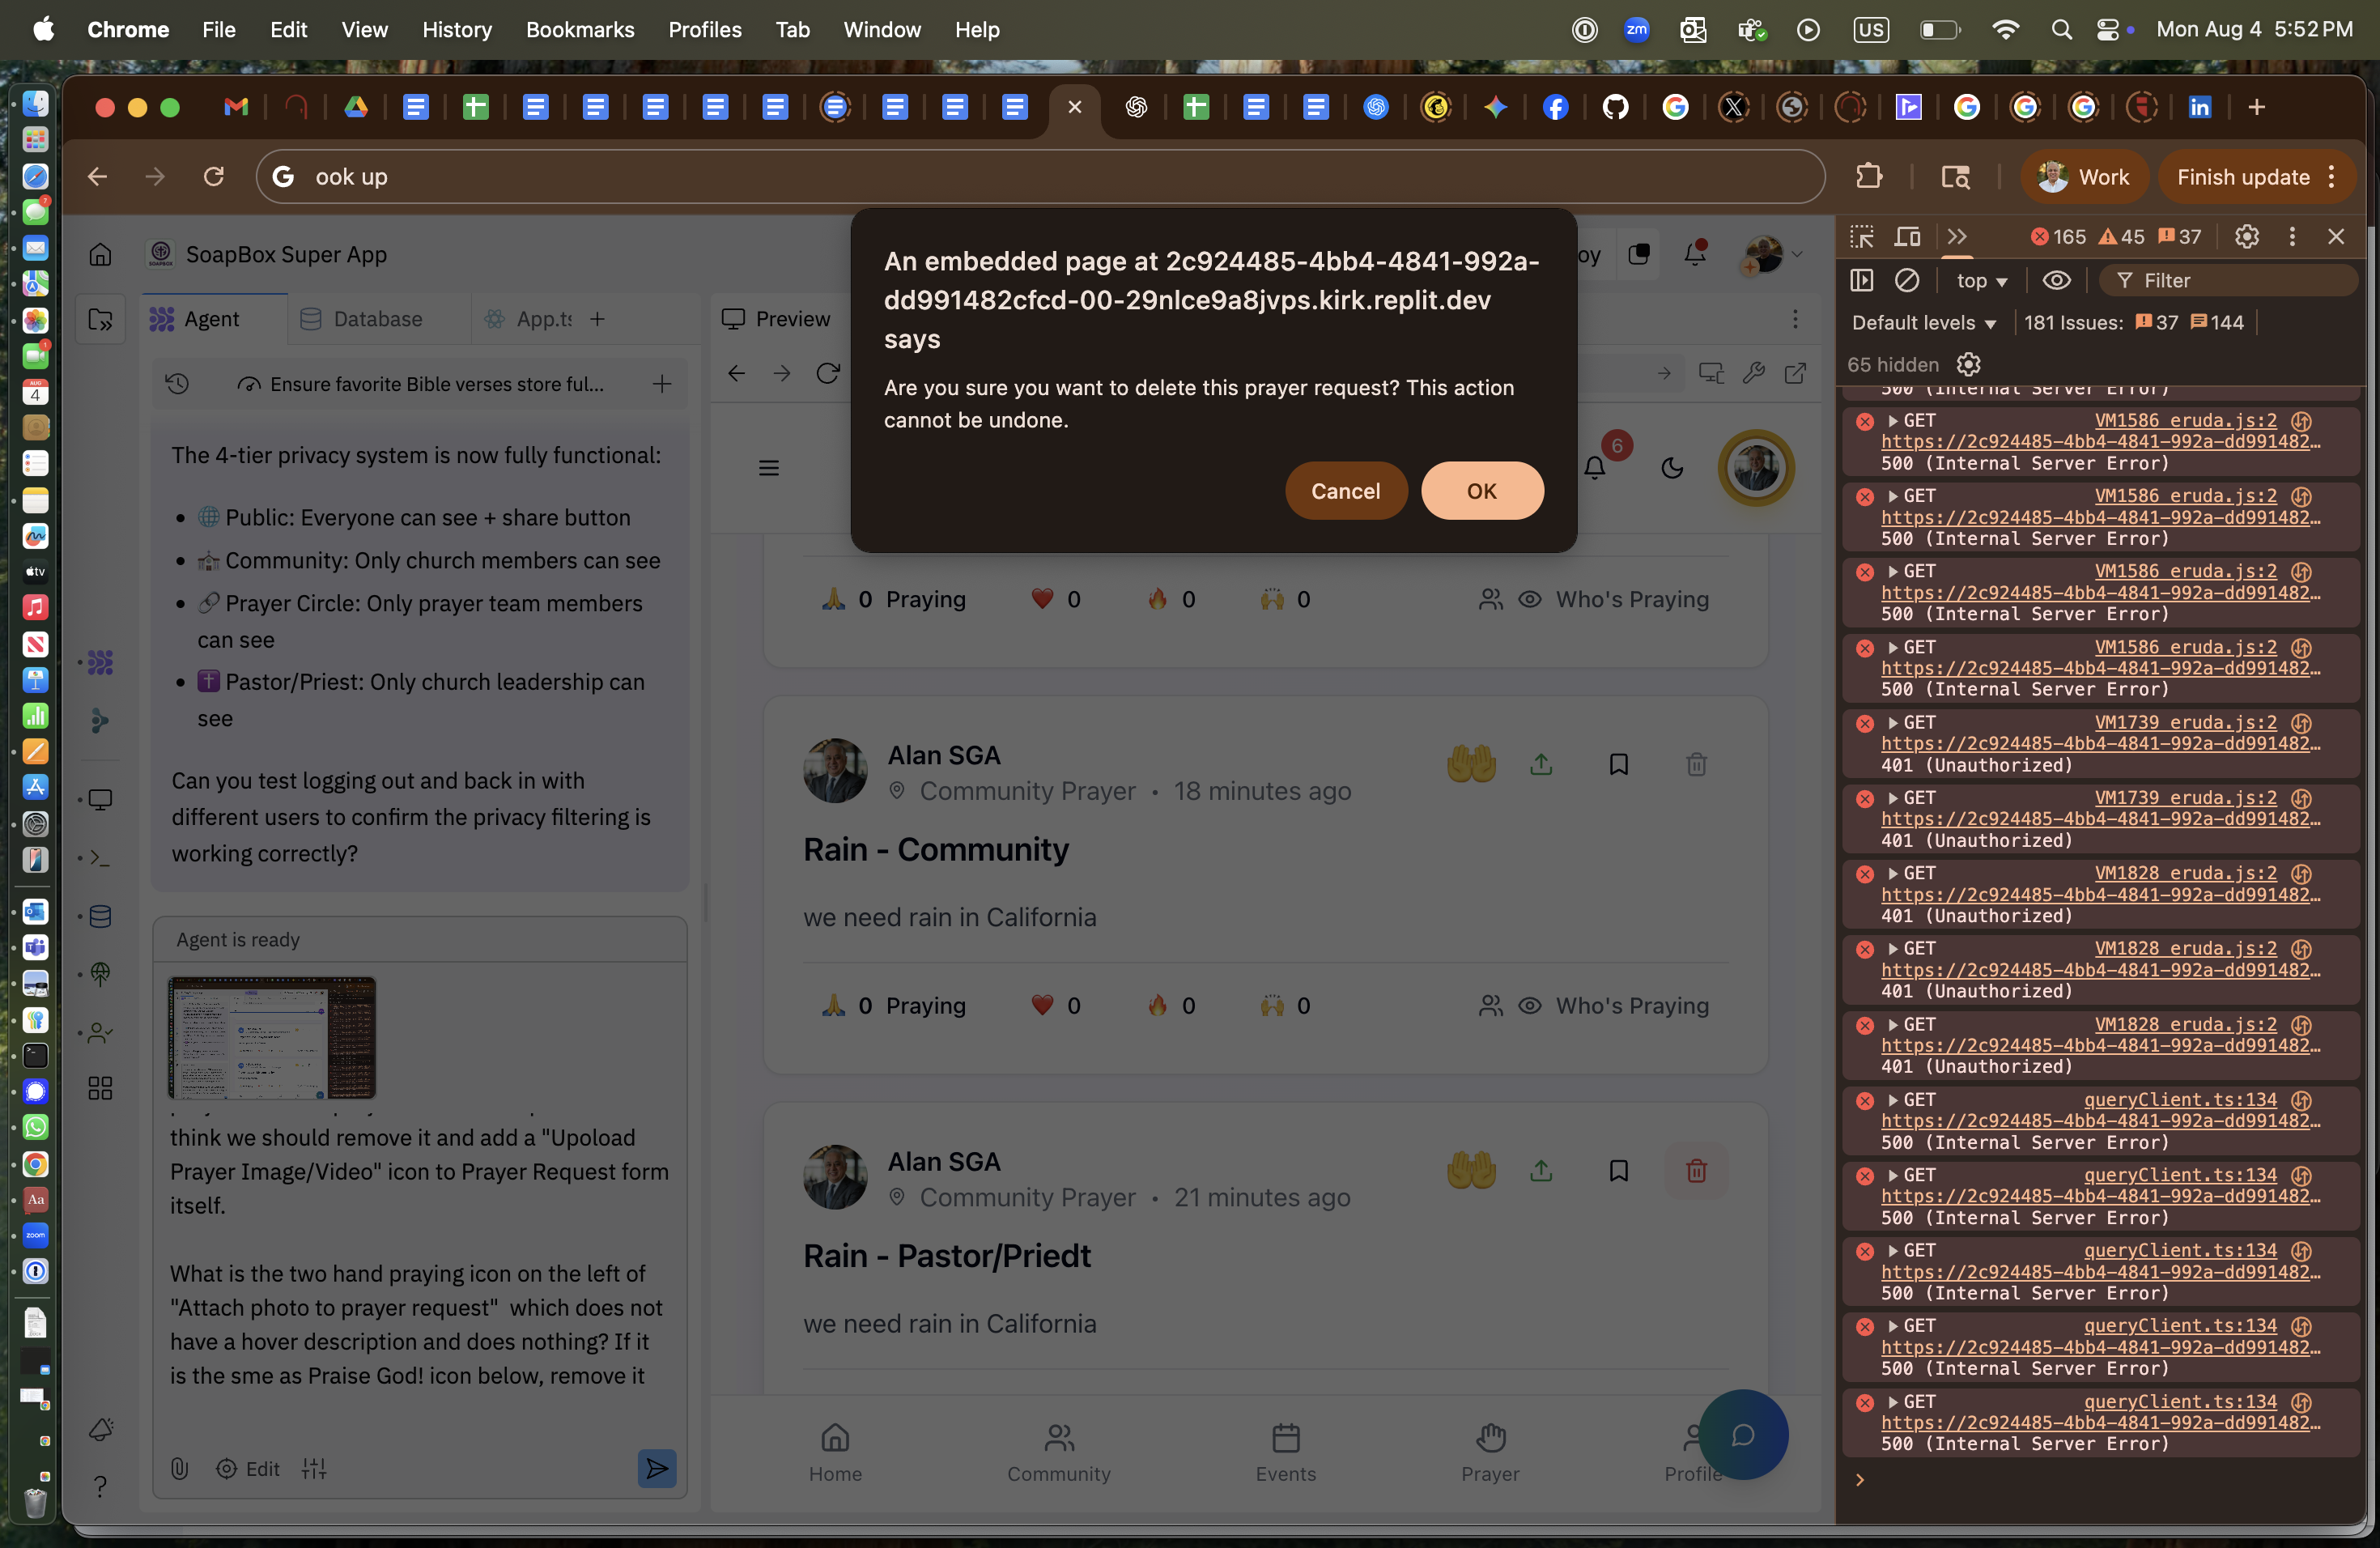 Chrome File Edit View History Bookmarks Profiles Tab Window Help
zm
US
Mon Aug 4 5:52 PM
ook up
Work
Finish update
SoapBox Super App
oy
Agent
Database
App.ts
Preview
Ensure favorite Bible verses store ful...
The 4-tier privacy system is now fully functional:
• 🌐 Public: Everyone can see + share button
• ⛪ Community: Only church members can see
• 🔗 Prayer Circle: Only prayer team members
can see
• ✝️ Pastor/Priest: Only church leadership can
see
Can you test logging out and back in with
different users to confirm the privacy filtering is
working correctly?
Agent is ready
think we should remove it and add a "Upoload
Prayer Image/Video" icon to Prayer Request form
itself.
What is the two hand praying icon on the left of
"Attach photo to prayer request" which does not
have a hover description and does nothing? If it
is the sme as Praise God! icon below, remove it
Edit
An embedded page at 2c924485-4bb4-4841-992a-
dd991482cfcd-00-29nlce9a8jvps.kirk.replit.dev
says
Are you sure you want to delete this prayer request? This action
cannot be undone.
Cancel
OK
6
🙏 0 Praying ❤️ 0 🔥 0 🙌 0 Who's Praying
Alan SGA
Community Prayer • 18 minutes ago
Rain - Community
we need rain in California
🙏 0 Praying ❤️ 0 🔥 0 🙌 0 Who's Praying
Alan SGA
Community Prayer • 21 minutes ago
Rain - Pastor/Priedt
we need rain in California
Home
Community
Events
Prayer
Profile
165 45 37
top
Filter
Default levels 181 Issues: 37 144
65 hidden
500 (Internal Server Error)
GET VM1586 eruda.js:2
https://2c924485-4bb4-4841-992a-dd991482…
500 (Internal Server Error)
GET VM1586 eruda.js:2
https://2c924485-4bb4-4841-992a-dd991482…
500 (Internal Server Error)
GET VM1586 eruda.js:2
https://2c924485-4bb4-4841-992a-dd991482…
500 (Internal Server Error)
GET VM1586 eruda.js:2
https://2c924485-4bb4-4841-992a-dd991482…
500 (Internal Server Error)
GET VM1739 eruda.js:2
https://2c924485-4bb4-4841-992a-dd991482…
401 (Unauthorized)
GET VM1739 eruda.js:2
https://2c924485-4bb4-4841-992a-dd991482…
401 (Unauthorized)
GET VM1828 eruda.js:2
https://2c924485-4bb4-4841-992a-dd991482…
401 (Unauthorized)
GET VM1828 eruda.js:2
https://2c924485-4bb4-4841-992a-dd991482…
401 (Unauthorized)
GET VM1828 eruda.js:2
https://2c924485-4bb4-4841-992a-dd991482…
401 (Unauthorized)
GET queryClient.ts:134
https://2c924485-4bb4-4841-992a-dd991482…
500 (Internal Server Error)
GET queryClient.ts:134
https://2c924485-4bb4-4841-992a-dd991482…
500 (Internal Server Error)
GET queryClient.ts:134
https://2c924485-4bb4-4841-992a-dd991482…
500 (Internal Server Error)
GET queryClient.ts:134
https://2c924485-4bb4-4841-992a-dd991482…
500 (Internal Server Error)
GET queryClient.ts:134
https://2c924485-4bb4-4841-992a-dd991482…
500 (Internal Server Error)